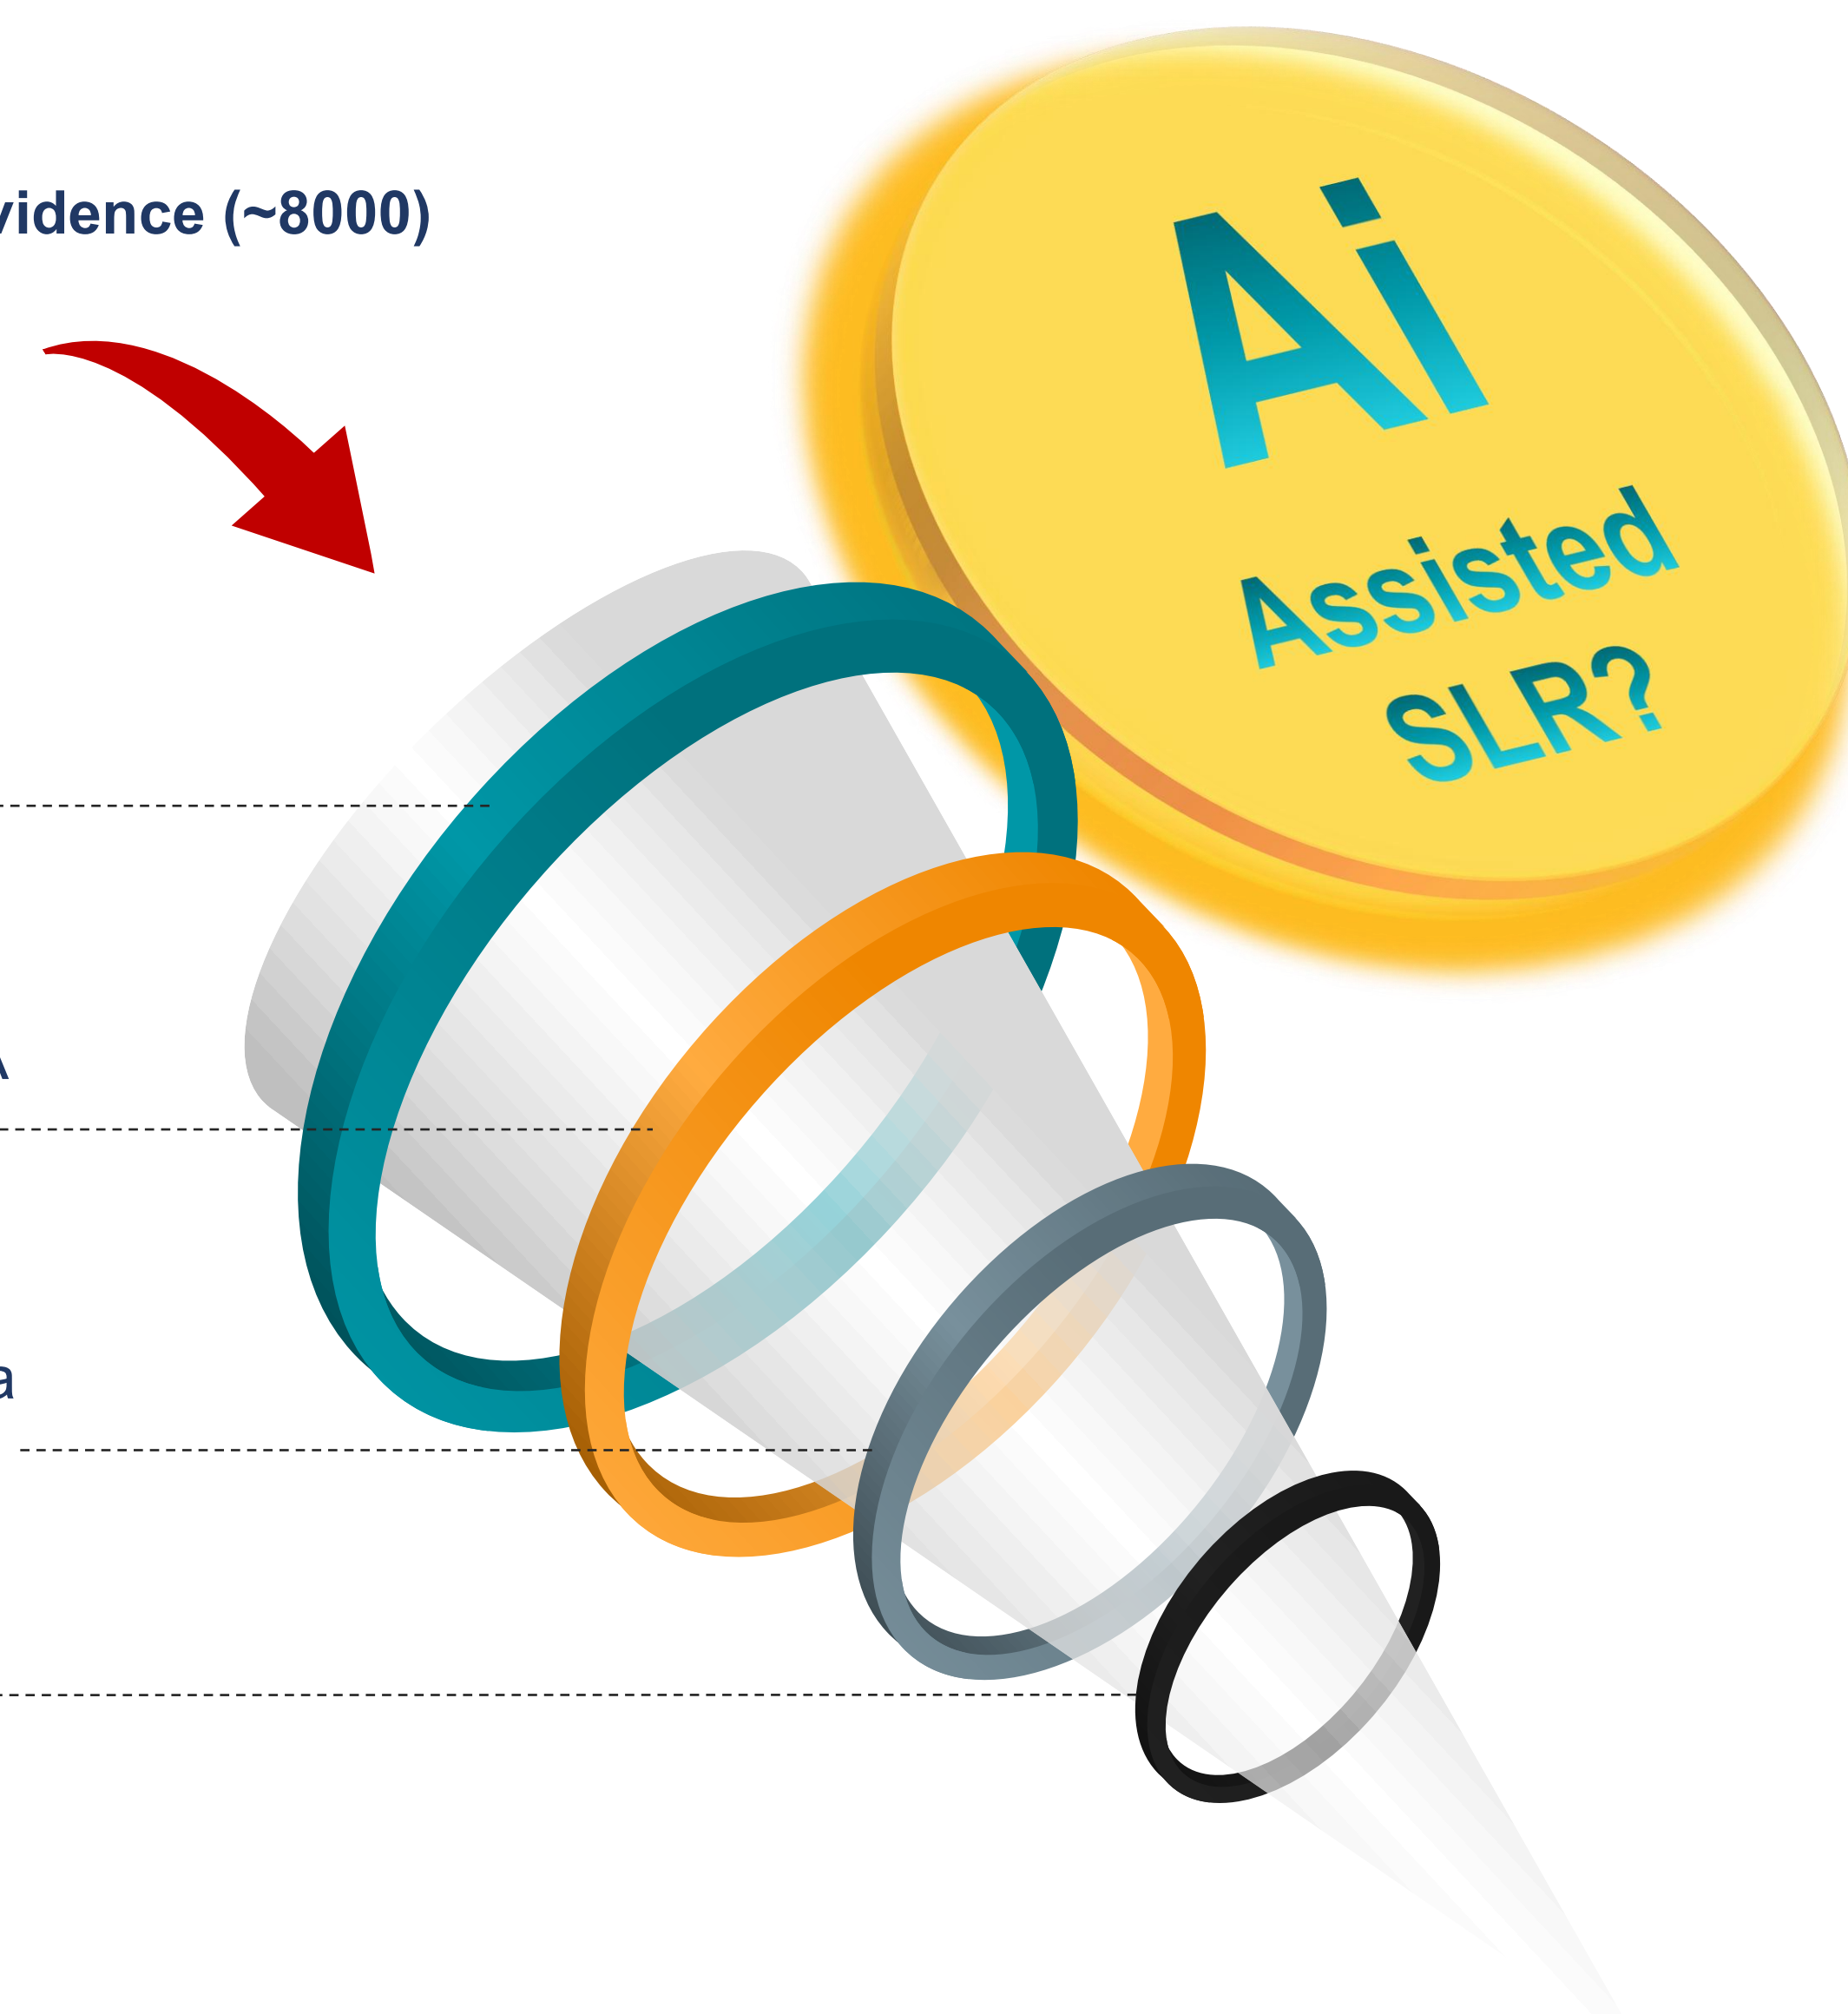 vidence (~8000)
Ai
Assisted
SLR?
A
a